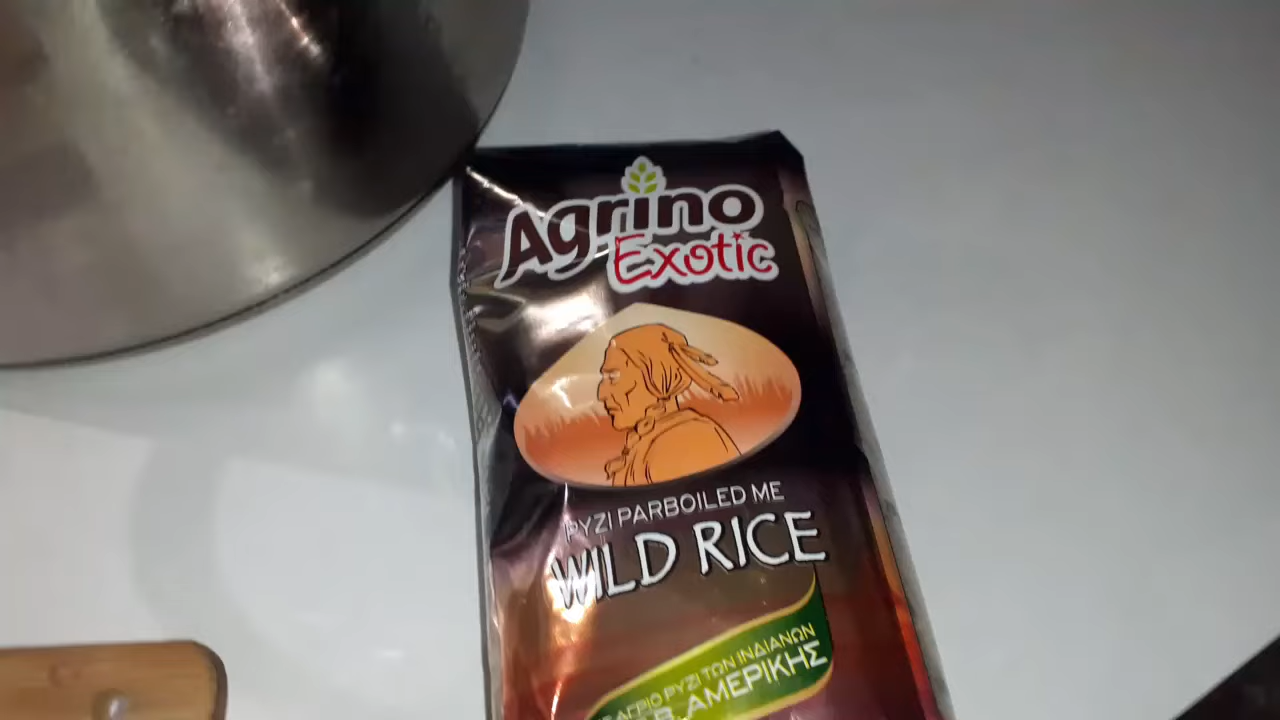 Agrino
Exotic
ΡΥΖΙ PARBOILED ΜΕ
WILD RICE
ΑΓΡΙΟ ΡΥΖΙ ΤΩΝ ΙΝΔΙΑΝΩΝ
Β. ΑΜΕΡΙΚΗΣ